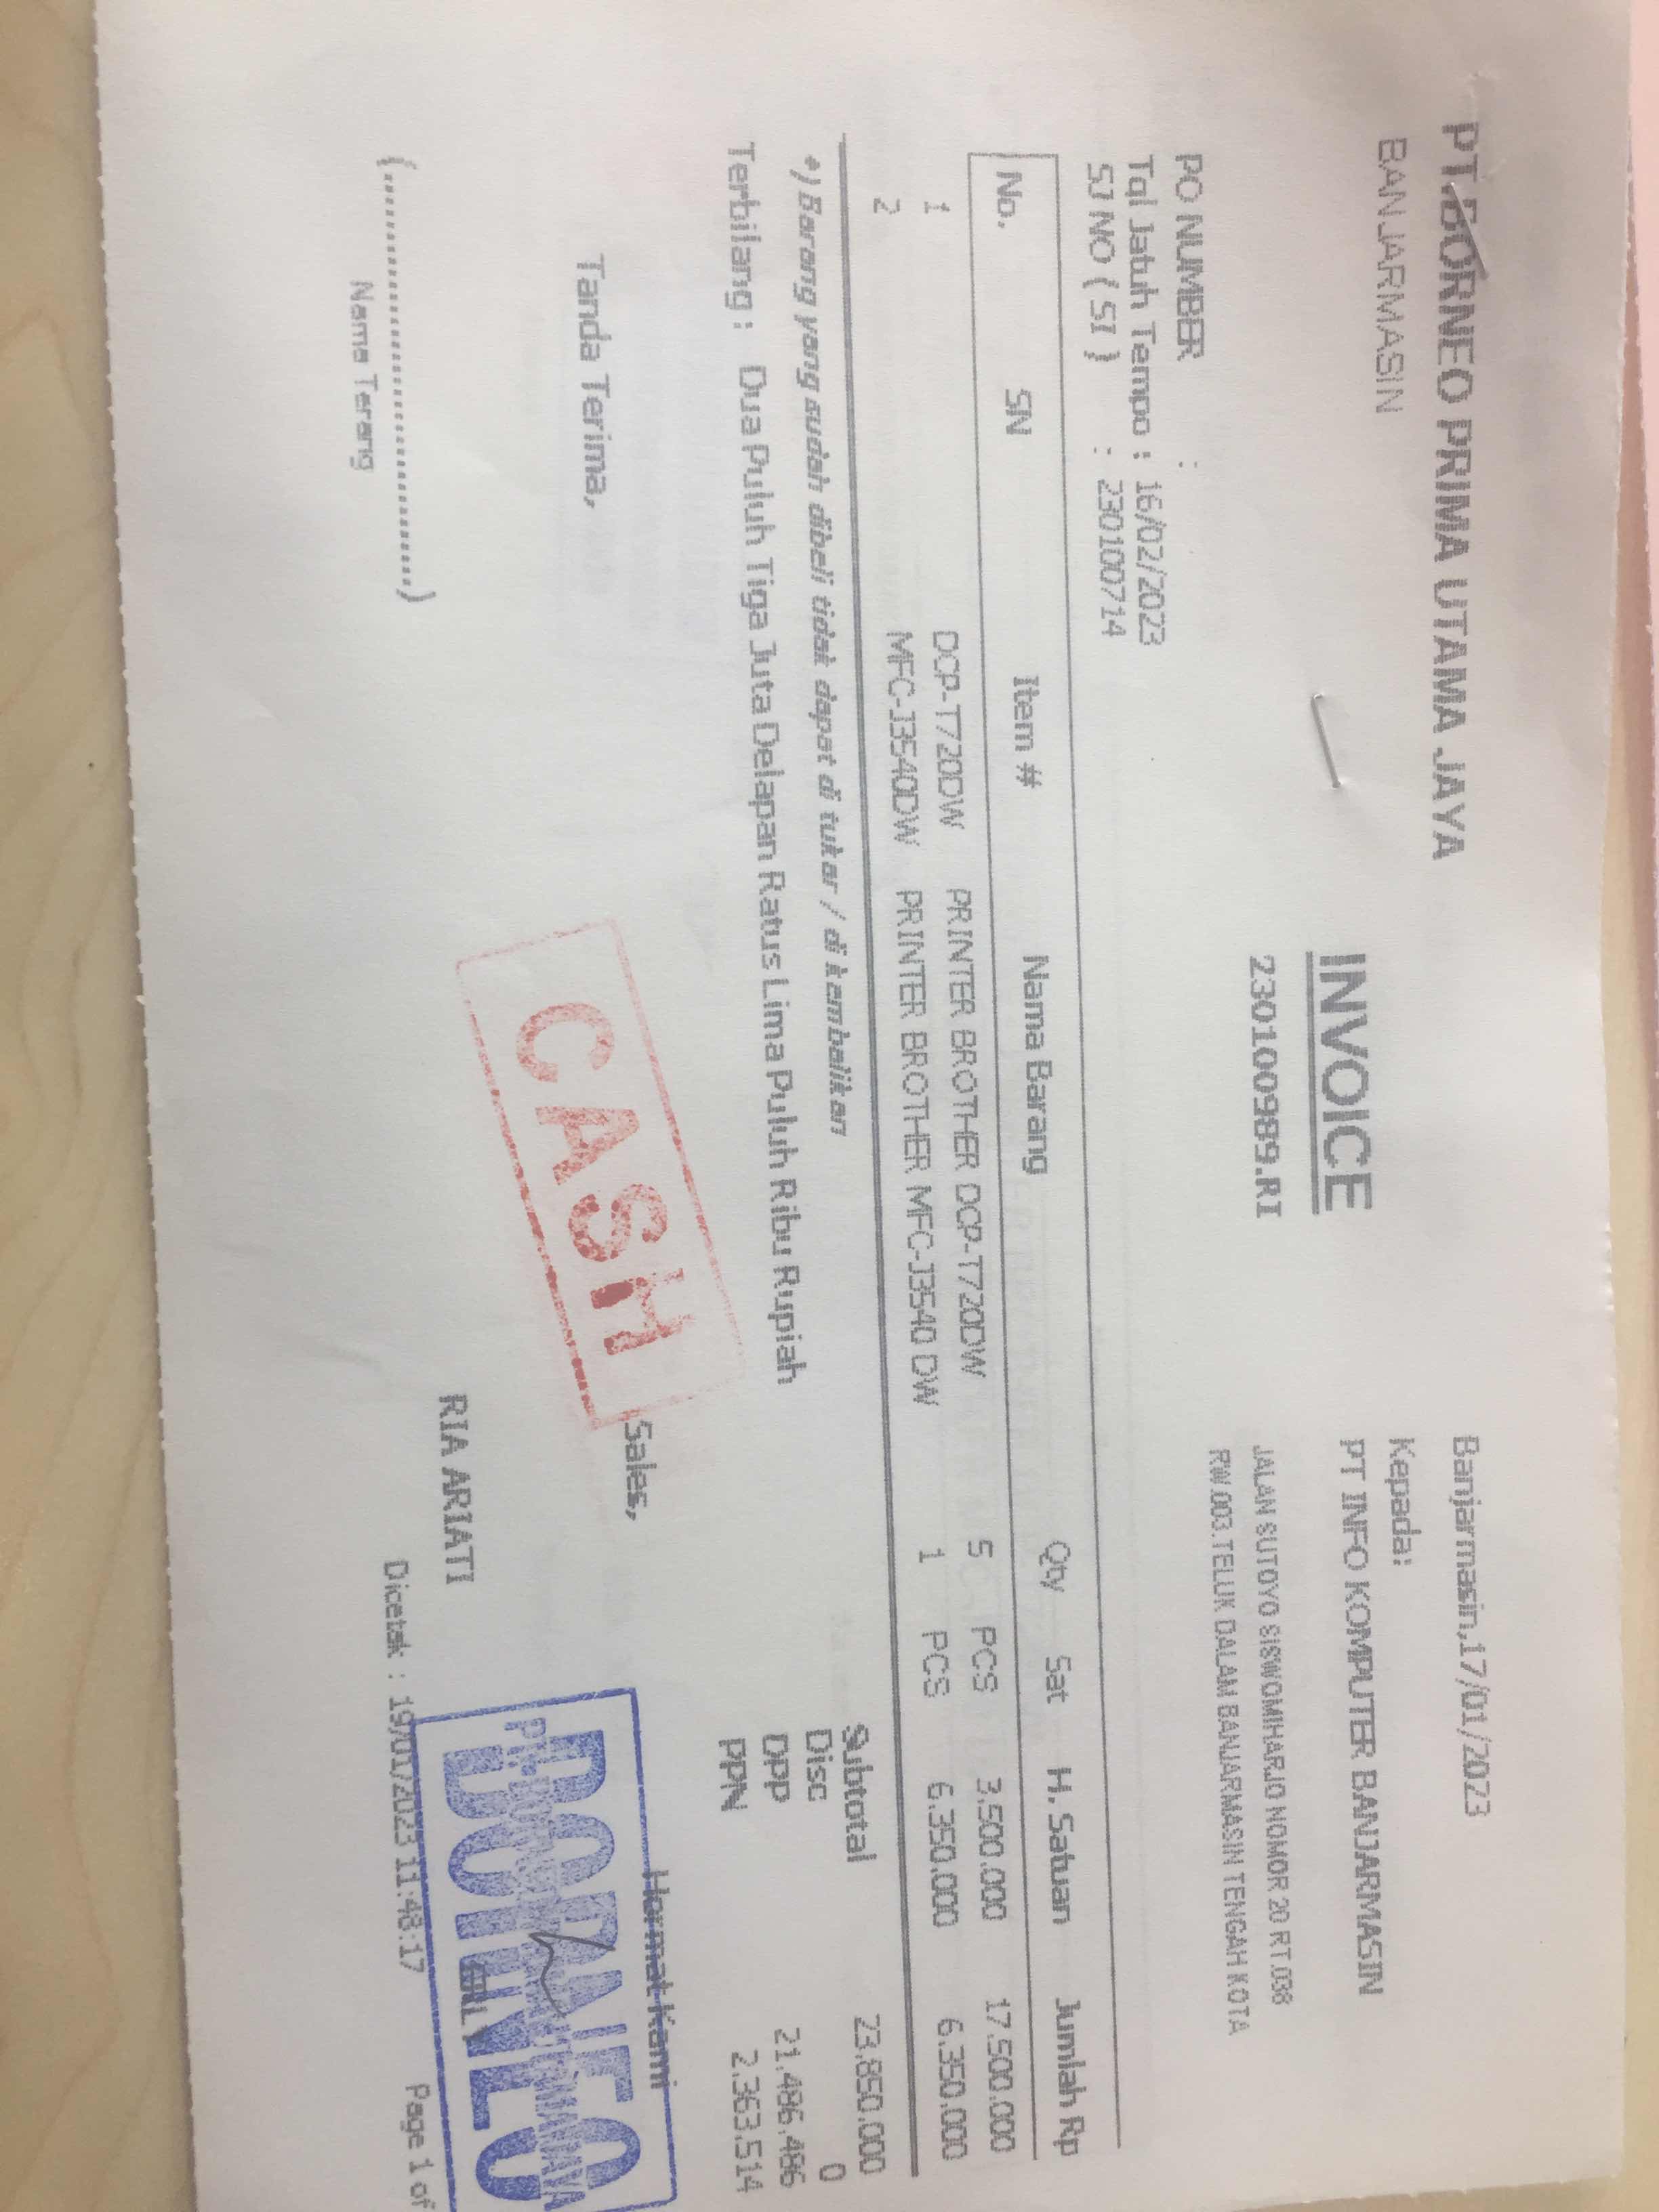 PT.BORNEO PRIMA UTAMA JAYA
BANJARMASIN
INVOICE
230100989.RI
Banjarmasin,17/01/2023
Kepada:
PT INFO KOMPUTER BANJARMASIN
JALAN SUTOYO SISWOMIHARJO NOMOR 20 RT.038
RW.003.TELUK DALAM BANJARMASIN TENGAH KOTA
PO NUMBER :
Tgl Jatuh Tempo : 16/02/2023
SJ NO ( SI ) : 230100714
No. SN Item # Nama Barang Qty Sat H. Satuan Jumlah Rp
1 DCP-T720DW PRINTER BROTHER DCP-T720DW 5 PCS 3.500.000 17.500.000
2 MFC-J3540DW PRINTER BROTHER MFC-J3540 DW 1 PCS 6.350.000 6.350.000
*) Barang yang sudah dibeli tidak dapat di tukar / di kembalikan
Terbilang : Dua Puluh Tiga Juta Delapan Ratus Lima Puluh Ribu Rupiah
Subtotal 23.850.000
Disc 0
DPP 21.486.486
PPN 2.363.514
Tanda Terima,
CASH
Sales,
Hormat Kami
BORNEO
(..............................)
Nama Terang
RIA ARIATI
Dicetak : 19/01/2023 11:48:17
Page 1 of